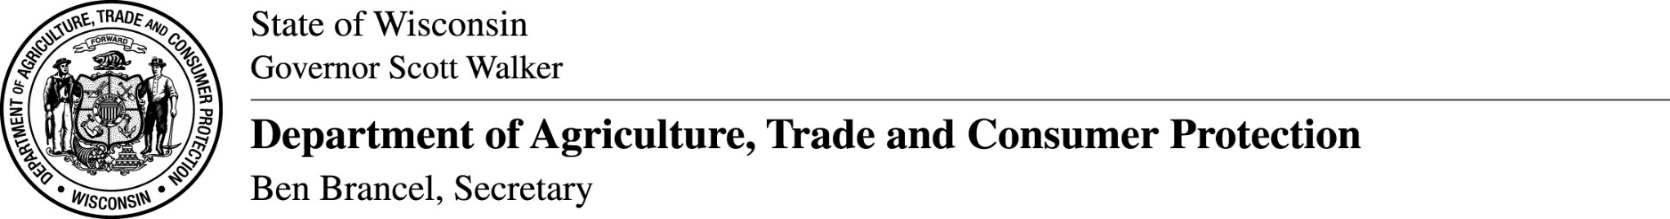 DEPARTMENT OF AGRICULTURE, TRADE AND CONSUMER PROTECTION
FORWARD
• WISCONSIN •
State of Wisconsin
Governor Scott Walker
Department of Agriculture, Trade and Consumer Protection
Ben Brancel, Secretary